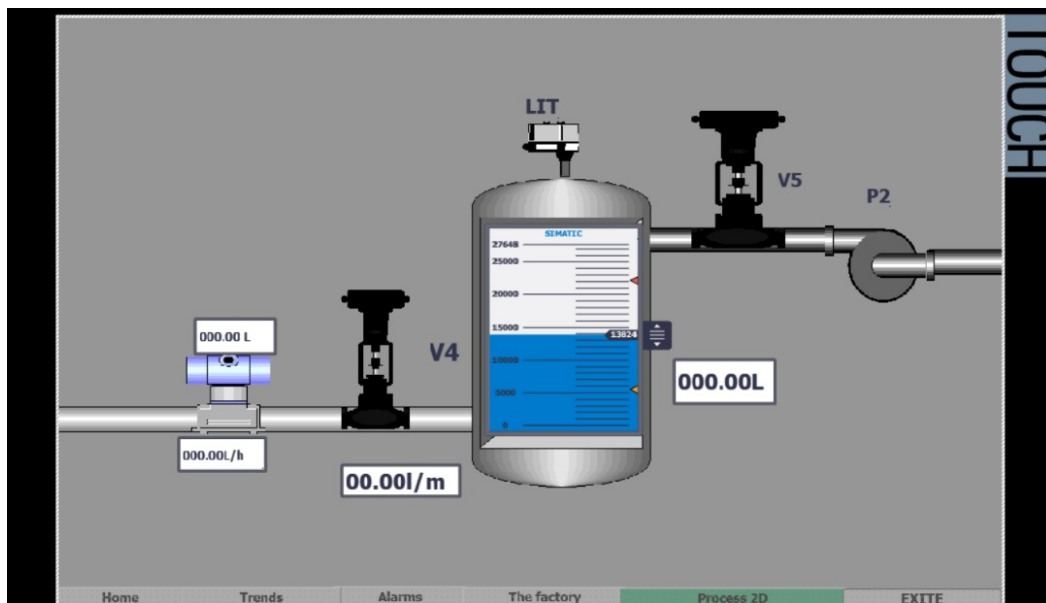 TOUCH
LIT
V5
P2
SIMATIC
27648
25000
20000
15000
13824
10000
5000
0
000.00 L
V4
000.00L
000.00L/h
00.00l/m
Home
Trends
Alarms
The factory
Process 2D
EXITE